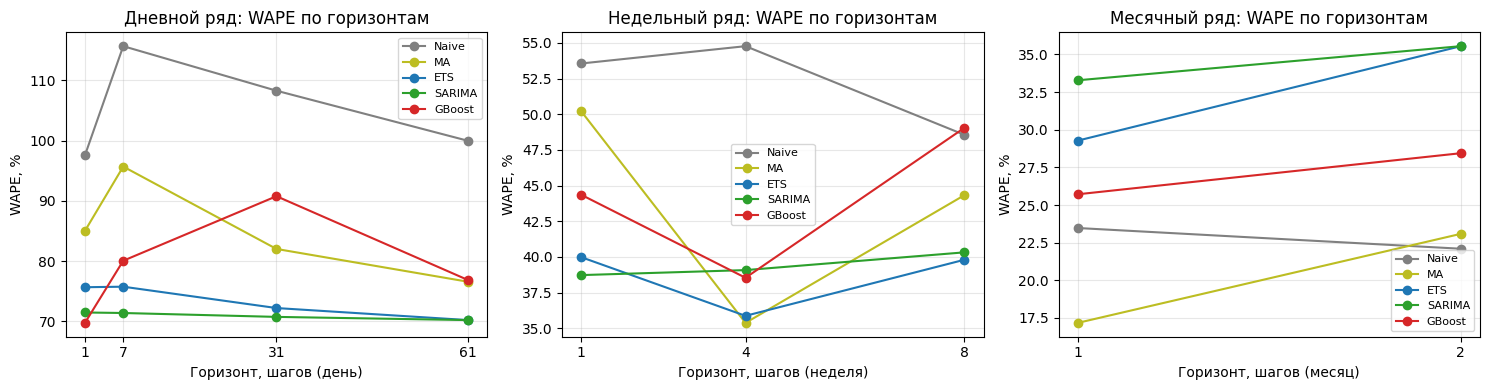 Дневной ряд: WAPE по горизонтам
WAPE, %
110
100
90
80
70
1
7
31
61
Горизонт, шагов (день)
Naive
MA
ETS
SARIMA
GBoost
Недельный ряд: WAPE по горизонтам
WAPE, %
55.0
52.5
50.0
47.5
45.0
42.5
40.0
37.5
35.0
1
4
8
Горизонт, шагов (неделя)
Naive
MA
ETS
SARIMA
GBoost
Месячный ряд: WAPE по горизонтам
WAPE, %
35.0
32.5
30.0
27.5
25.0
22.5
20.0
17.5
1
2
Горизонт, шагов (месяц)
Naive
MA
ETS
SARIMA
GBoost